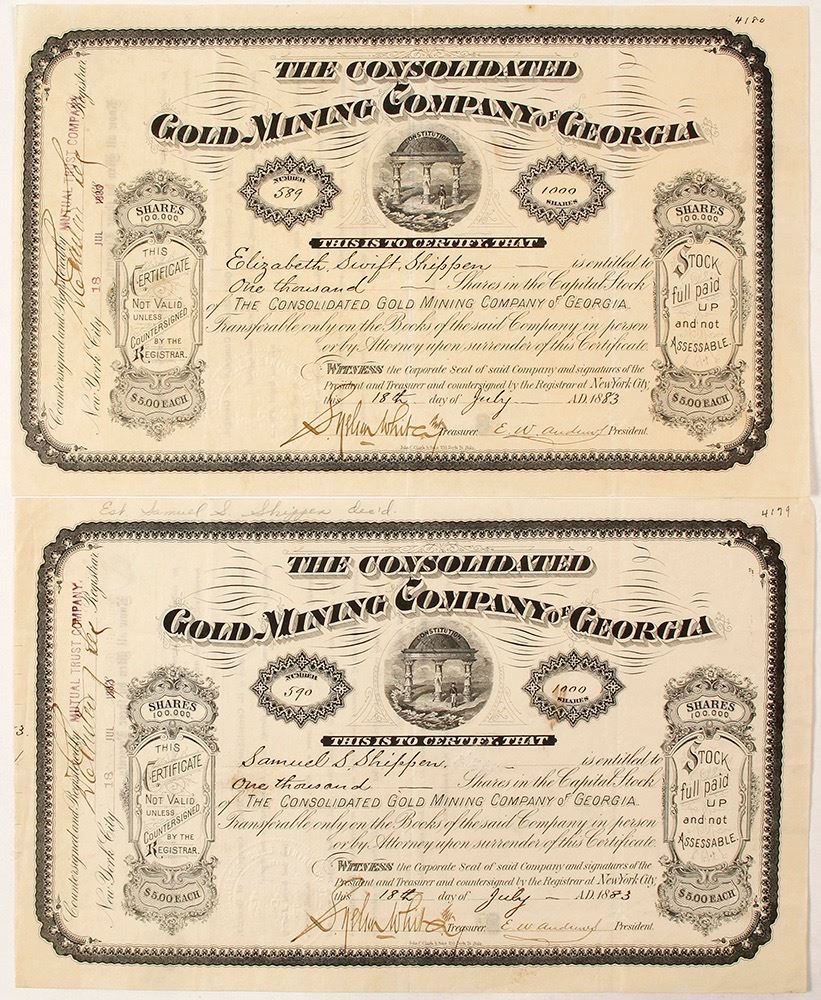 4180
THE CONSOLIDATED
GOLD MINING COMPANY OF GEORGIA
CONSTITUTION
NUMBER
589
1000
SHARES
THIS IS TO CERTIFY, THAT
Elizabeth Swift Shippen is entitled to
One thousand Shares in the Capital Stock
of THE CONSOLIDATED GOLD MINING COMPANY OF GEORGIA.
Transferable only on the Books of the said Company in person
or by Attorney upon surrender of this Certificate.
WITNESS the Corporate Seal of said Company and signatures of the
President and Treasurer and countersigned by the Registrar at New York City
this 18th day of July A.D. 1883
Treasurer. E. W. President.
SHARES
100.000
THIS
CERTIFICATE
NOT VALID
UNLESS
COUNTERSIGNED
BY THE
REGISTRAR.
$5.00 EACH
SHARES
100.000
STOCK
full paid
UP
and not
ASSESSABLE.
$5.00 EACH
Countersigned and Registered by MUTUAL TRUST COMPANY. Registrar
New York City 18 JUL
Est. Samuel S. Shippen dec'd.
4179
THE CONSOLIDATED
GOLD MINING COMPANY OF GEORGIA
CONSTITUTION
NUMBER
590
1000
SHARES
THIS IS TO CERTIFY, THAT
Samuel S. Shippen is entitled to
One thousand Shares in the Capital Stock
of THE CONSOLIDATED GOLD MINING COMPANY OF GEORGIA.
Transferable only on the Books of the said Company in person
or by Attorney upon surrender of this Certificate.
WITNESS the Corporate Seal of said Company and signatures of the
President and Treasurer and countersigned by the Registrar at New York City
this 18th day of July A.D. 1883
Treasurer. E. W. President.
SHARES
100.000
THIS
CERTIFICATE
NOT VALID
UNLESS
COUNTERSIGNED
BY THE
REGISTRAR.
$5.00 EACH
SHARES
100.000
STOCK
full paid
UP
and not
ASSESSABLE.
$5.00 EACH
Countersigned and Registered by MUTUAL TRUST COMPANY. Registrar
New York City 18 JUL